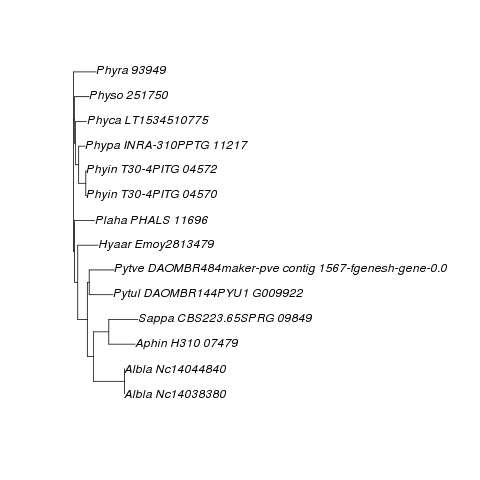 Phyra 93949
Physo 251750
Phyca LT1534510775
Phypa INRA-310PPTG 11217
Phyin T30-4PITG 04572
Phyin T30-4PITG 04570
Plaha PHALS 11696
Hyaar Emoy2813479
Pytve DAOMBR484maker-pve contig 1567-fgenesh-gene-0.0
Pytul DAOMBR144PYU1 G009922
Sappa CBS223.65SPRG 09849
Aphin H310 07479
Albla Nc14044840
Albla Nc14038380